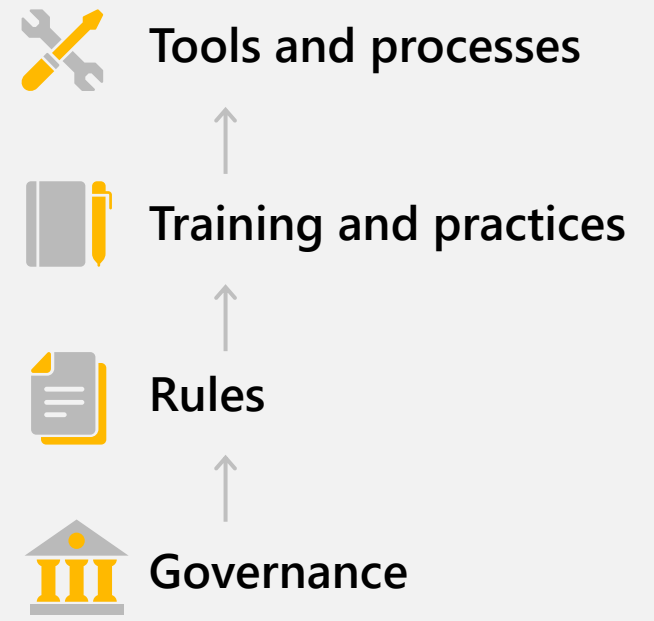 Tools and processes
Training and practices
Rules
Governance